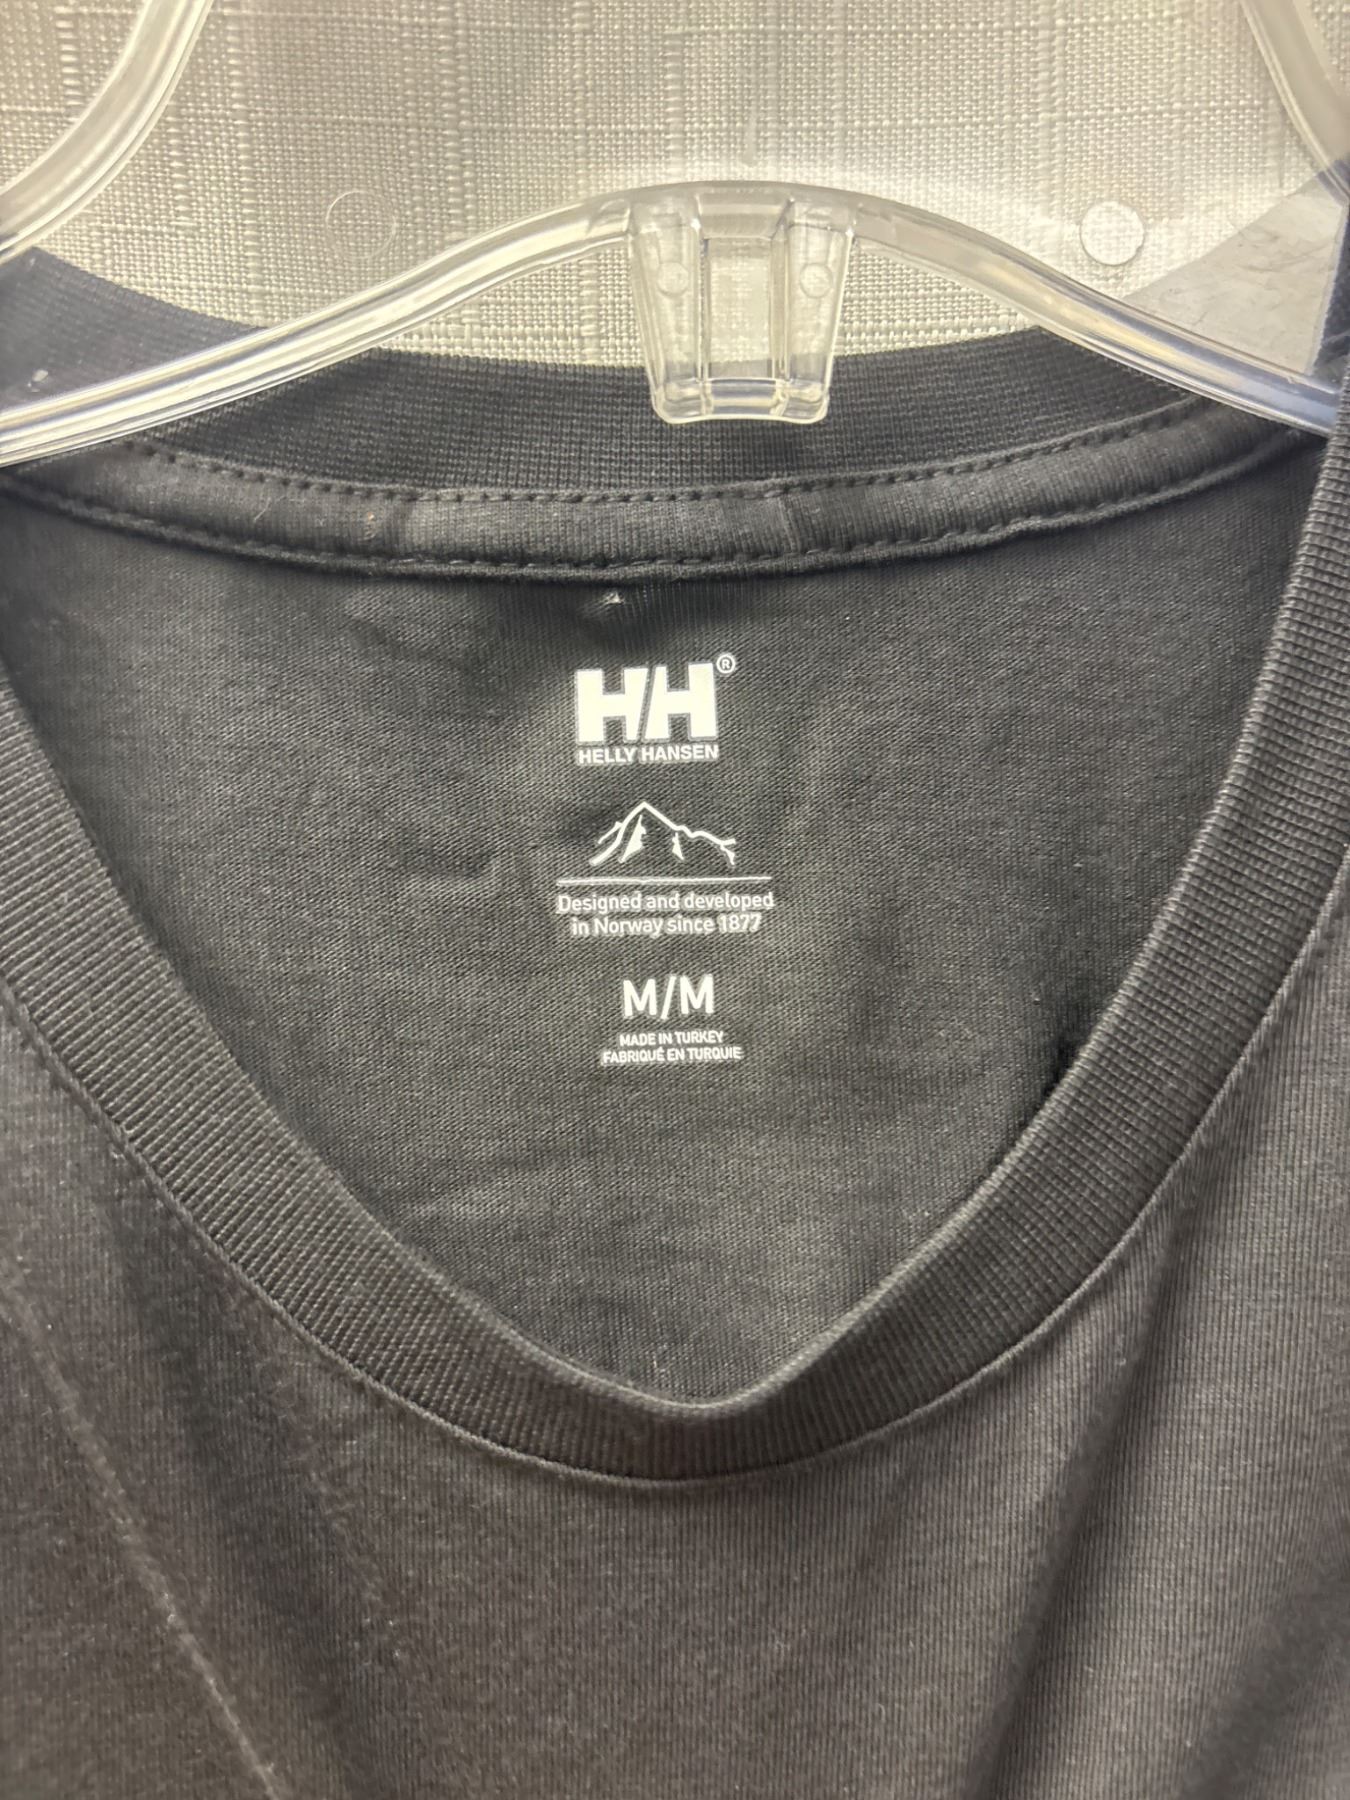 HH®
HELLY HANSEN
Designed and developed
in Norway since 1877
M/M
MADE IN TURKEY
FABRIQUÉ EN TURQUIE